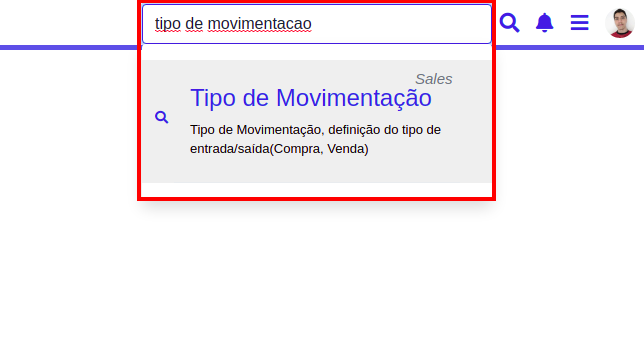 tipo de movimentacao
Sales
Tipo de Movimentação
Tipo de Movimentação, definição do tipo de
entrada/saída(Compra, Venda)